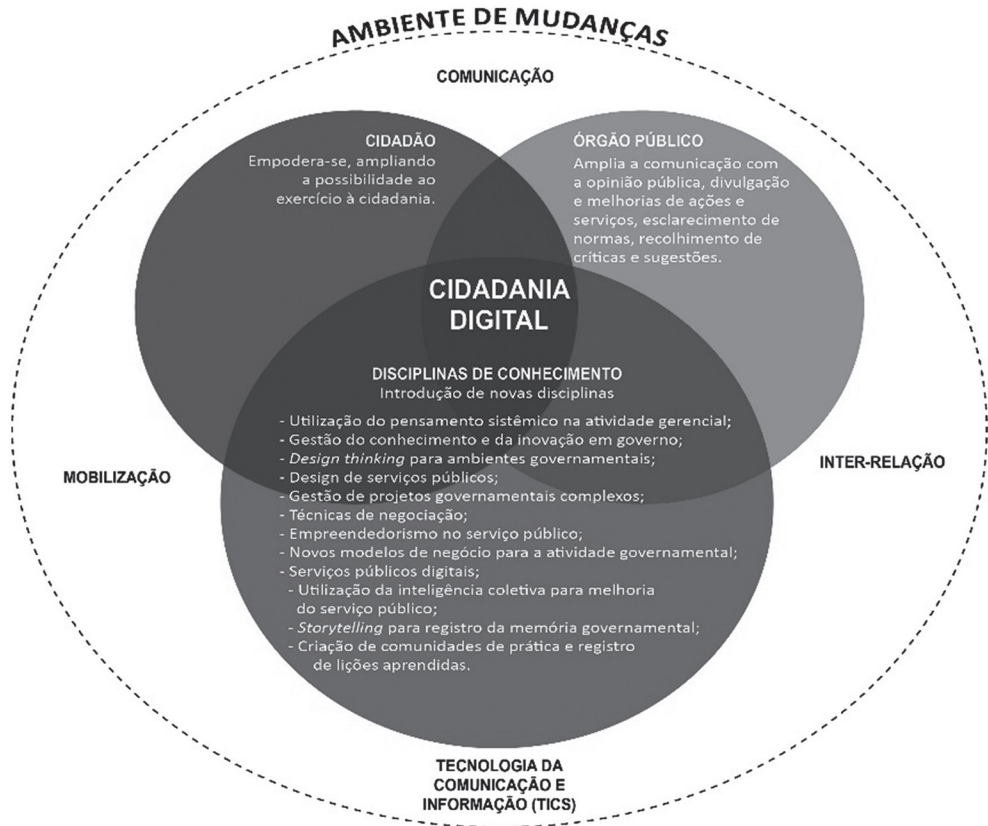 AMBIENTE DE MUDANÇAS
COMUNICAÇÃO
CIDADÃO
Empodera-se, ampliando
a possibilidade ao
exercício à cidadania.
ÓRGÃO PÚBLICO
Amplia a comunicação com
a opinião pública, divulgação
e melhorias de ações e
serviços, esclarecimento de
normas, recolhimento de
críticas e sugestões.
CIDADANIA
DIGITAL
DISCIPLINAS DE CONHECIMENTO
Introdução de novas disciplinas
- Utilização do pensamento sistêmico na atividade gerencial;
- Gestão do conhecimento e da inovação em governo;
- Design thinking para ambientes governamentais;
- Design de serviços públicos;
- Gestão de projetos governamentais complexos;
- Técnicas de negociação;
- Empreendedorismo no serviço público;
- Novos modelos de negócio para a atividade governamental;
- Serviços públicos digitais;
- Utilização da inteligência coletiva para melhoria
do serviço público;
- Storytelling para registro da memória governamental;
- Criação de comunidades de prática e registro
de lições aprendidas.
MOBILIZAÇÃO
INTER-RELAÇÃO
TECNOLOGIA DA
COMUNICAÇÃO E
INFORMAÇÃO (TICS)